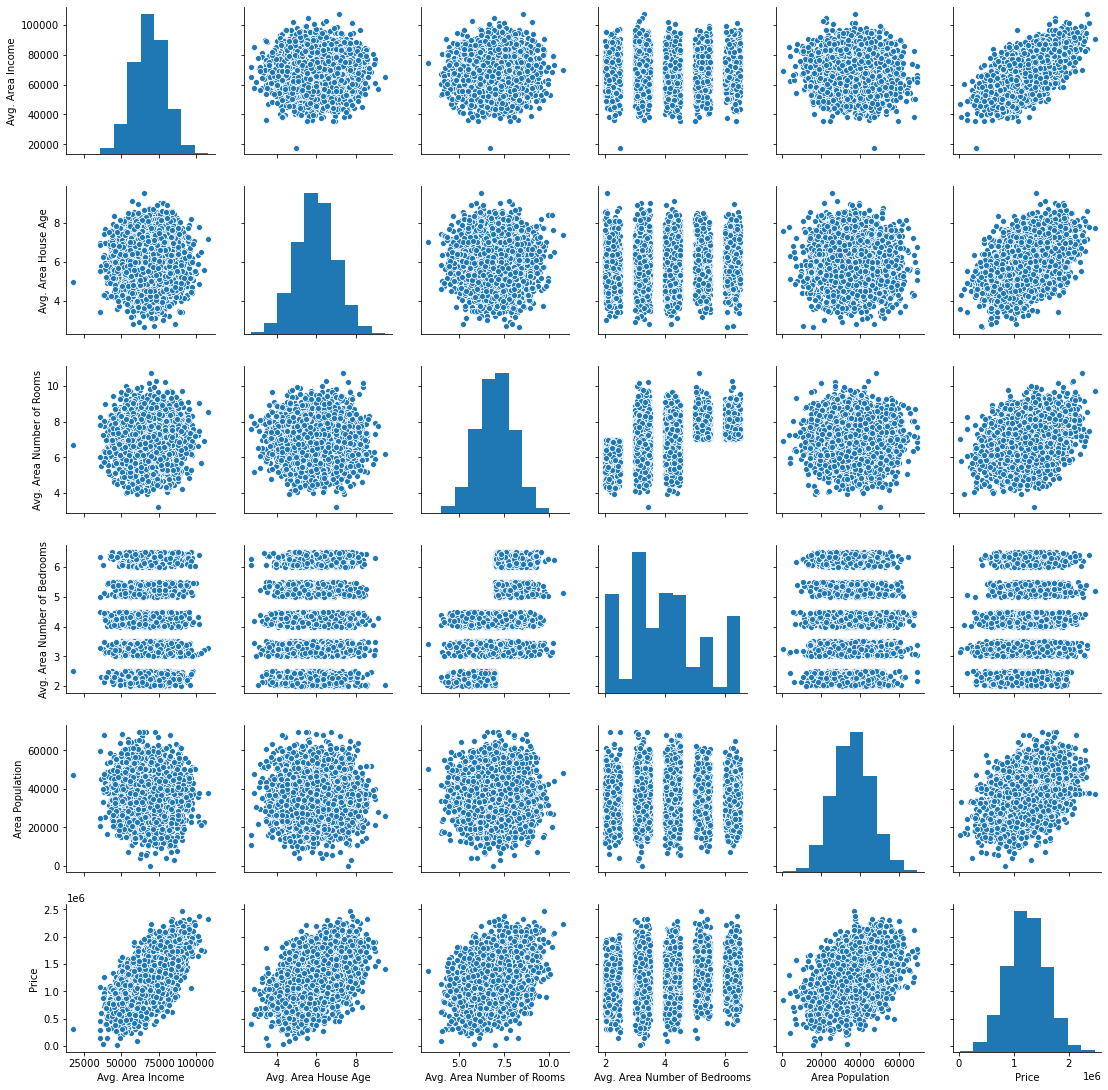 100000
80000
60000
40000
20000
Avg. Area Income
8
6
4
Avg. Area House Age
10
8
6
4
Avg. Area Number of Rooms
6
5
4
3
2
Avg. Area Number of Bedrooms
60000
40000
20000
0
Area Population
1e6
2.5
2.0
1.5
1.0
0.5
0.0
Price
25000 50000 75000 100000
Avg. Area Income
4 6 8
Avg. Area House Age
5.0 7.5 10.0
Avg. Area Number of Rooms
2 4 6
Avg. Area Number of Bedrooms
0 20000 40000 60000
Area Population
0 1 2
1e6
Price